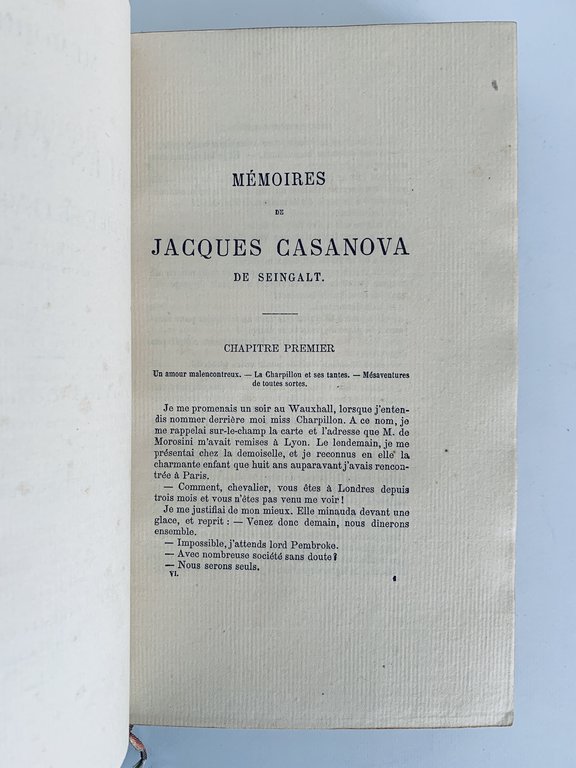 MÉMOIRES
DE
JACQUES CASANOVA
DE SEINGALT.
CHAPITRE PREMIER
Un amour malencontreux. — La Charpillon et ses tantes. — Mésaventures
de toutes sortes.
Je me promenais un soir au Wauxhall, lorsque j'enten-
dis nommer derrière moi miss Charpillon. A ce nom, je
me rappelai sur-le-champ la carte et l'adresse que M. de
Morosini m'avait remises à Lyon. Le lendemain, je me
présentai chez la demoiselle, et je reconnus en elle la
charmante enfant que huit ans auparavant j'avais rencon-
trée à Paris.
— Comment, chevalier, vous êtes à Londres depuis
trois mois et vous n'êtes pas venu me voir !
Je me justifiai de mon mieux. Elle minauda devant une
glace, et reprit : — Venez donc demain, nous dînerons
ensemble.
— Impossible, j'attends lord Pembroke.
— Avec nombreuse société sans doute ?
— Nous serons seuls.
VI. 1